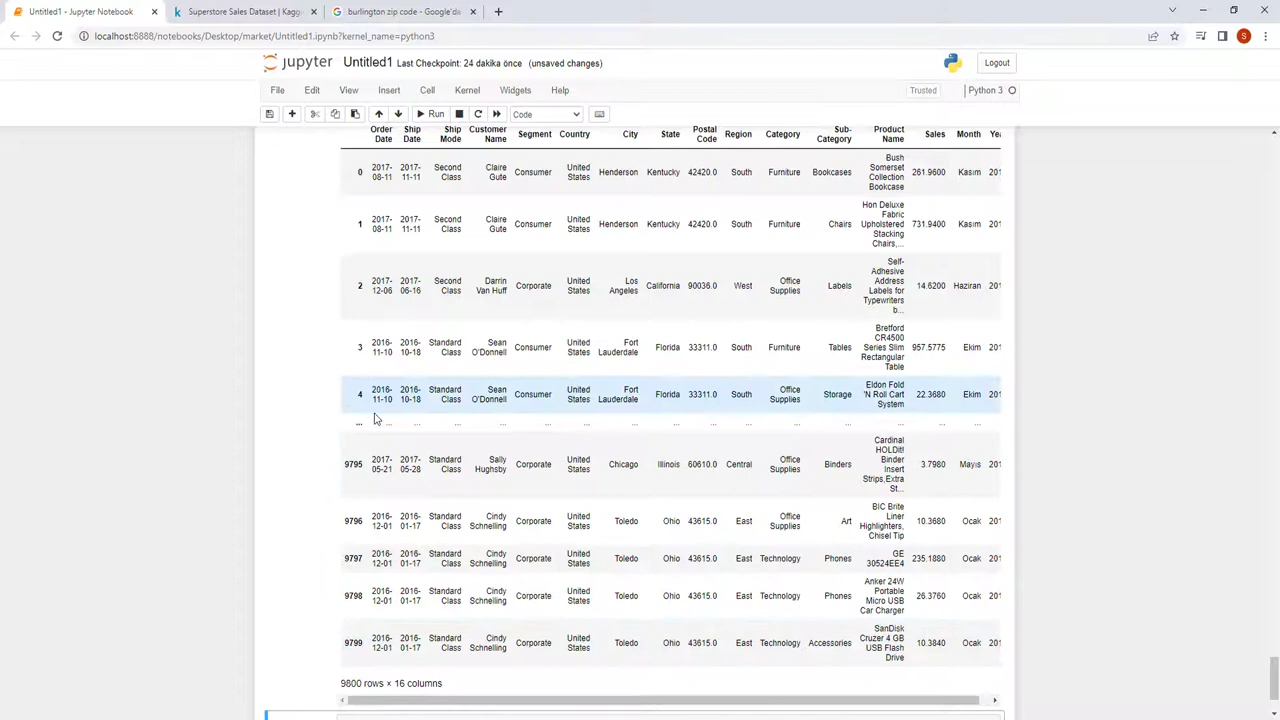 Untitled1 - Jupyter Notebook
Superstore Sales Dataset | Kagg
burlington zip code - Google'd
localhost:8888/notebooks/Desktop/market/Untitled1.ipynb?kernel_name=python3
S
jupyter Untitled1 Last Checkpoint: 24 dakika önce (unsaved changes)
Logout
File Edit View Insert Cell Kernel Widgets Help
Trusted
Python 3
Run
Code
Order Date Ship Date Ship Mode Customer Name Segment Country City State Postal Code Region Category Sub-Category Product Name Sales Month Yea
0 2017-08-11 2017-11-11 Second Class Claire Gute Consumer United States Henderson Kentucky 42420.0 South Furniture Bookcases Bush Somerset Collection Bookcase 261.9600 Kasım 201
1 2017-08-11 2017-11-11 Second Class Claire Gute Consumer United States Henderson Kentucky 42420.0 South Furniture Chairs Hon Deluxe Fabric Upholstered Stacking Chairs,... 731.9400 Kasım 201
2 2017-12-06 2017-06-16 Second Class Darrin Van Huff Corporate United States Los Angeles California 90036.0 West Office Supplies Labels Self-Adhesive Address Labels for Typewriters b... 14.6200 Haziran 201
3 2016-11-10 2016-10-18 Standard Class Sean O'Donnell Consumer United States Fort Lauderdale Florida 33311.0 South Furniture Tables Bretford CR4500 Series Slim Rectangular Table 957.5775 Ekim 201
4 2016-11-10 2016-10-18 Standard Class Sean O'Donnell Consumer United States Fort Lauderdale Florida 33311.0 South Office Supplies Storage Eldon Fold 'N Roll Cart System 22.3680 Ekim 201
... ... ... ... ... ... ... ... ... ... ... ... ... ... ... ...
9795 2017-05-21 2017-05-28 Standard Class Sally Hughsby Corporate United States Chicago Illinois 60610.0 Central Office Supplies Binders Cardinal HOLDit! Binder Insert Strips,Extra St... 3.7980 Mayıs 201
9796 2016-12-01 2016-01-17 Standard Class Cindy Schnelling Corporate United States Toledo Ohio 43615.0 East Office Supplies Art BIC Brite Liner Highlighters, Chisel Tip 10.3680 Ocak 201
9797 2016-12-01 2016-01-17 Standard Class Cindy Schnelling Corporate United States Toledo Ohio 43615.0 East Technology Phones GE 30524EE4 235.1880 Ocak 201
9798 2016-12-01 2016-01-17 Standard Class Cindy Schnelling Corporate United States Toledo Ohio 43615.0 East Technology Phones Anker 24W Portable Micro USB Car Charger 26.3760 Ocak 201
9799 2016-12-01 2016-01-17 Standard Class Cindy Schnelling Corporate United States Toledo Ohio 43615.0 East Technology Accessories SanDisk Cruzer 4 GB USB Flash Drive 10.3840 Ocak 201
9800 rows × 16 columns